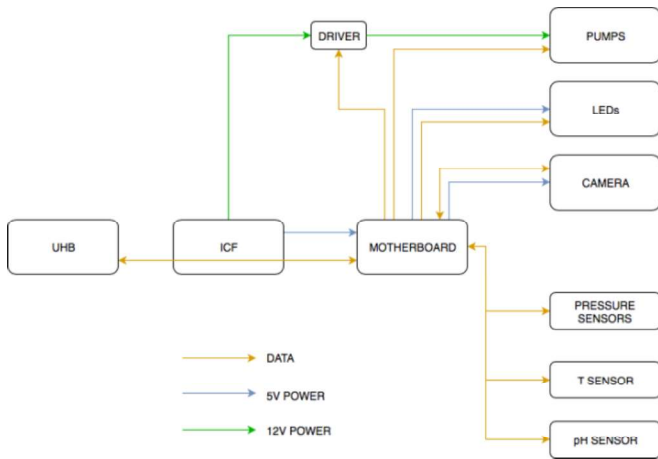 DRIVER
PUMPS
LEDs
CAMERA
UHB
ICF
MOTHERBOARD
PRESSURE
SENSORS
T SENSOR
pH SENSOR
DATA
5V POWER
12V POWER